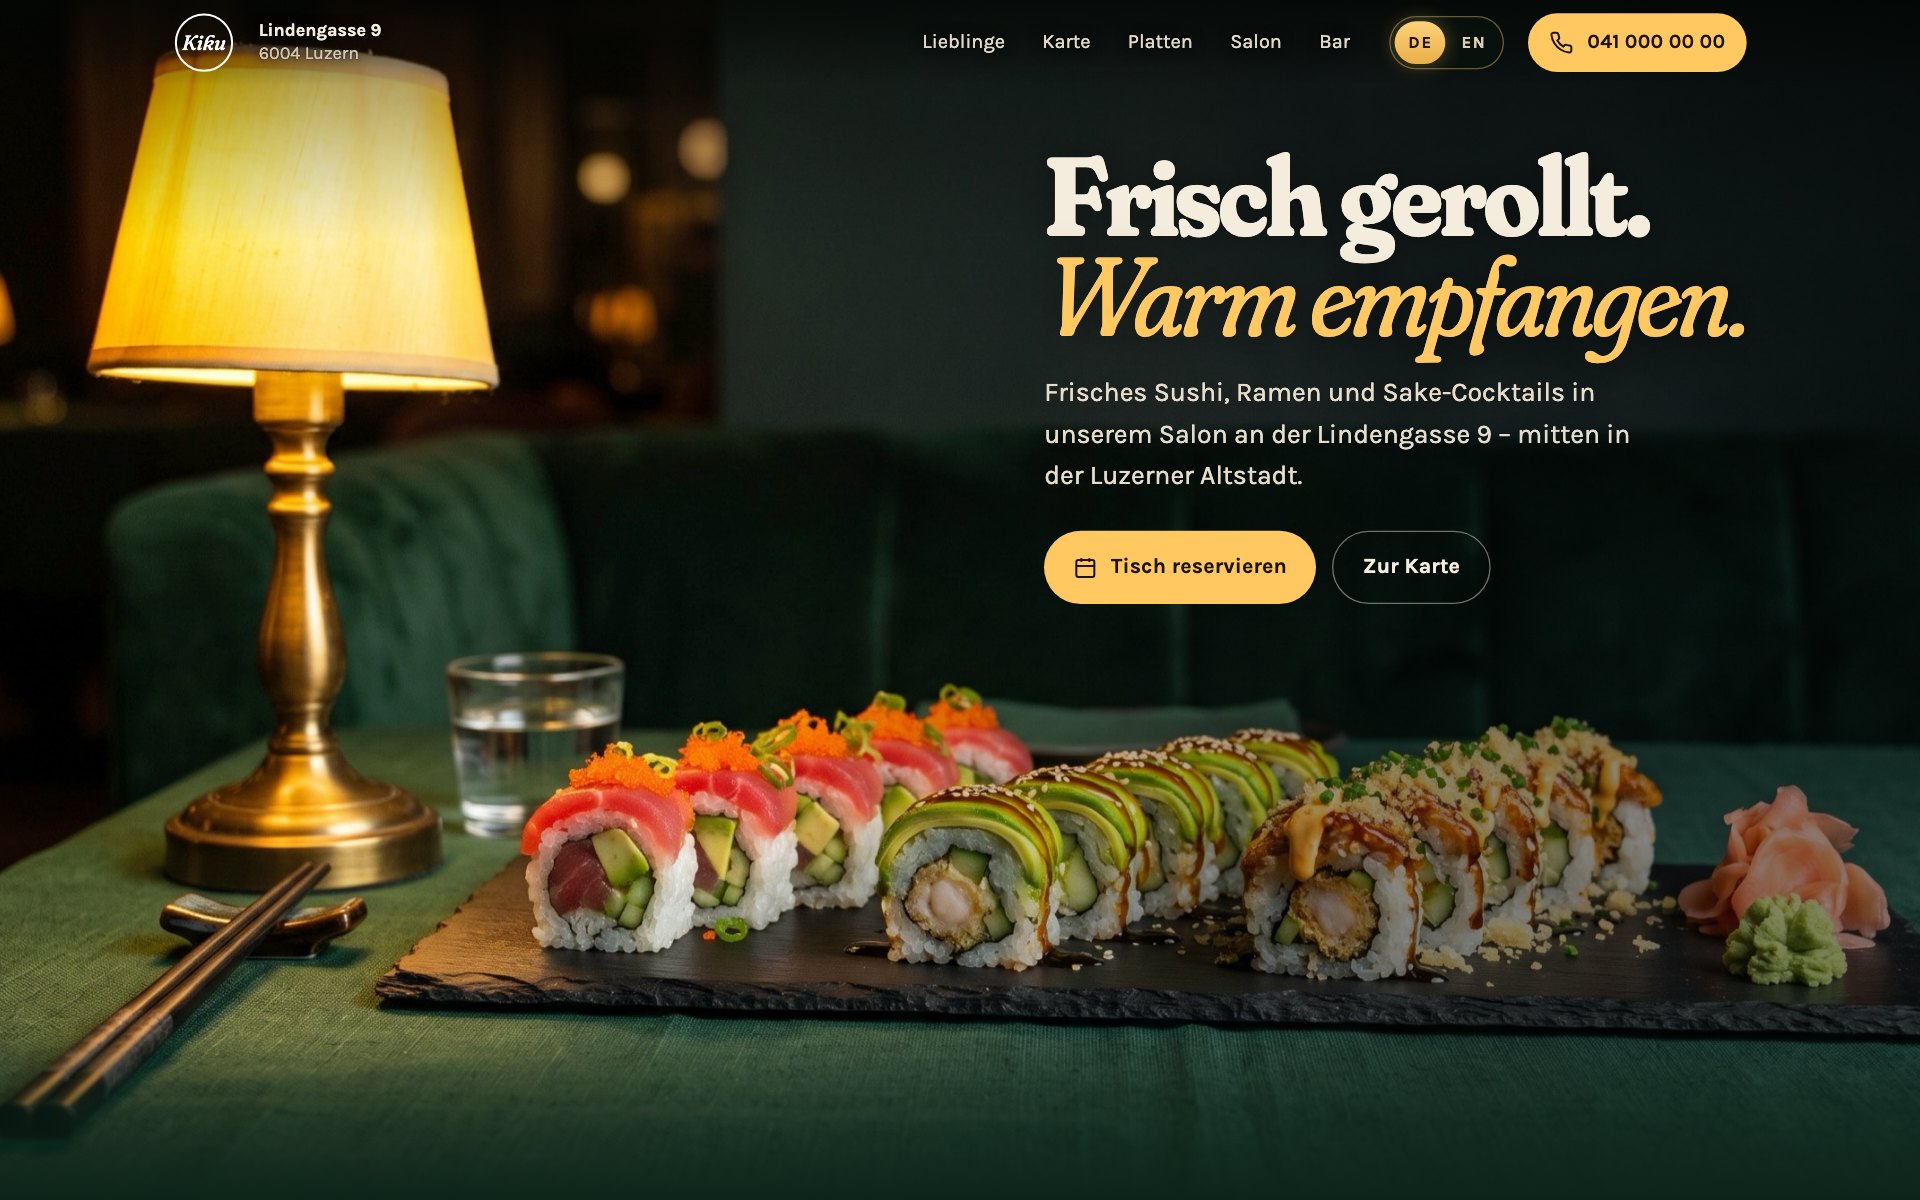 Kiku
Lindengasse 9
6004 Luzern
Lieblinge
Karte
Platten
Salon
Bar
DE
EN
041 000 00 00
Frisch gerollt.
Warm empfangen.
Frisches Sushi, Ramen und Sake-Cocktails in
unserem Salon an der Lindengasse 9 – mitten in
der Luzerner Altstadt.
Tisch reservieren
Zur Karte